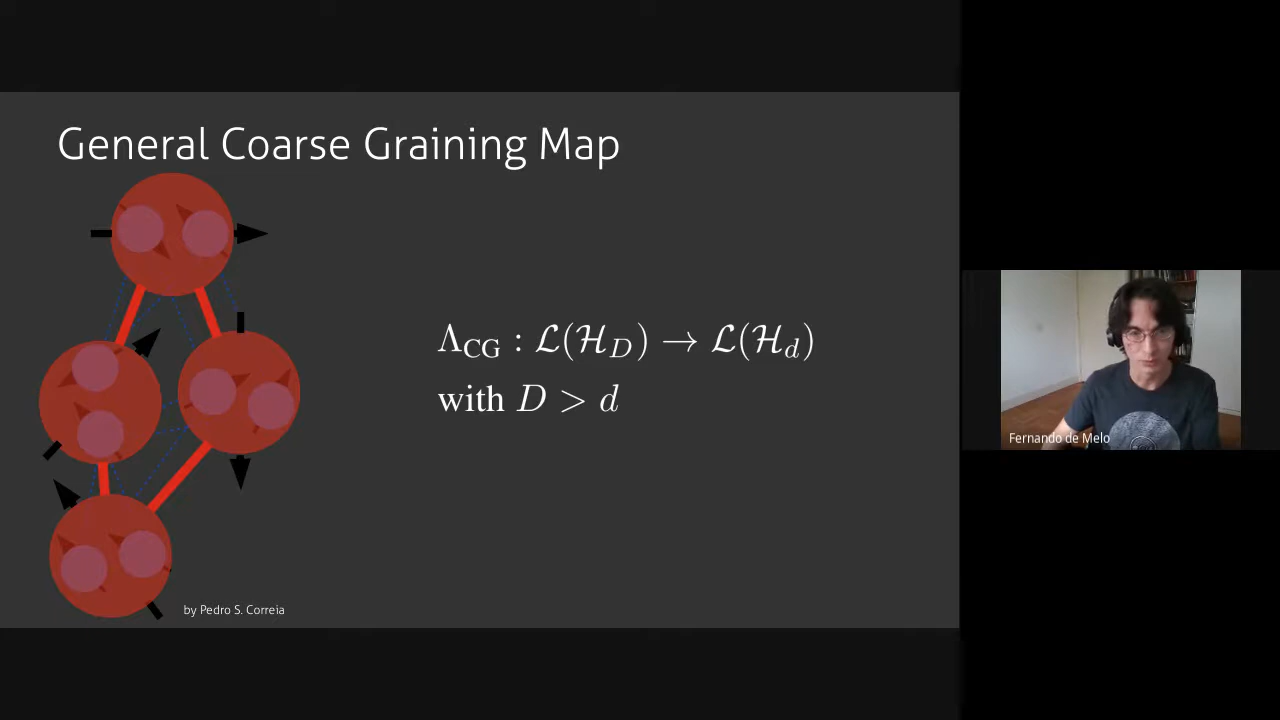 General Coarse Graining Map
Λ_CG : ℒ(ℋ_D) → ℒ(ℋ_d)
with D > d
by Pedro S. Correia
Fernando de Melo